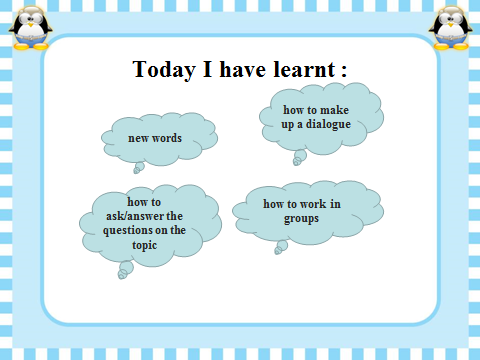 Today I have learnt :
new words
how to make
up a dialogue
how to
ask/answer the
questions on the
topic
how to work in
groups